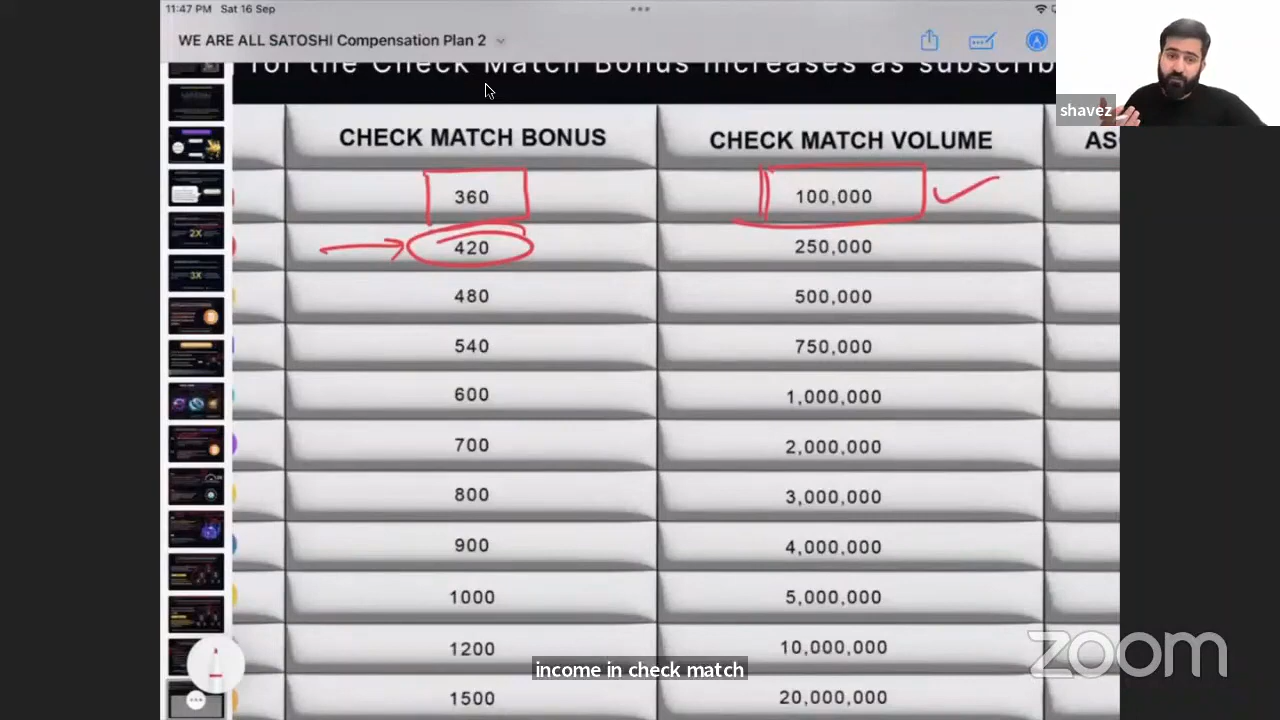 11:47 PM Sat 16 Sep
WE ARE ALL SATOSHI Compensation Plan 2
for the Check Match Bonus increases as subscrib
shavez
CHECK MATCH BONUS CHECK MATCH VOLUME AS
360 100,000
420 250,000
480 500,000
540 750,000
600 1,000,000
700 2,000,000
800 3,000,000
900 4,000,000
1000 5,000,000
1200 10,000,000
zoom
income in check match
1500 20,000,000